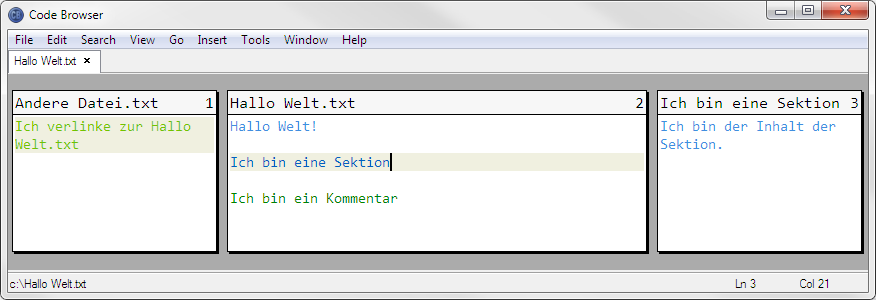 Code Browser
File Edit Search View Go Insert Tools Window Help
Hallo Welt.txt
Andere Datei.txt 1
Ich verlinke zur Hallo
Welt.txt
Hallo Welt.txt 2
Hallo Welt!
Ich bin eine Sektion
Ich bin ein Kommentar
Ich bin eine Sektion 3
Ich bin der Inhalt der
Sektion.
c:\Hallo Welt.txt Ln 3 Col 21